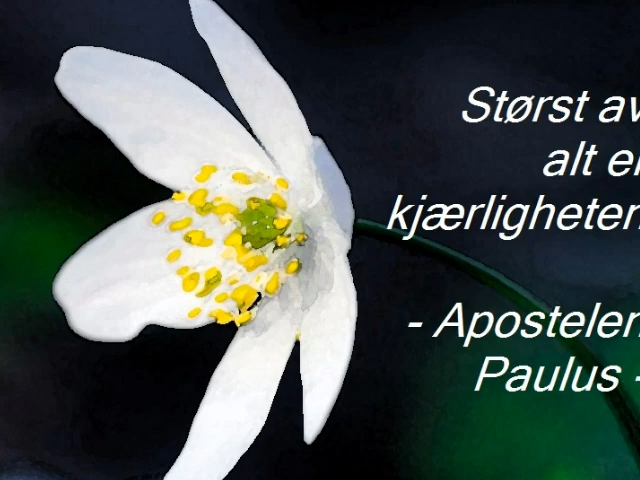 Størst av
alt er
kjærligheten
- Apostelen
Paulus -